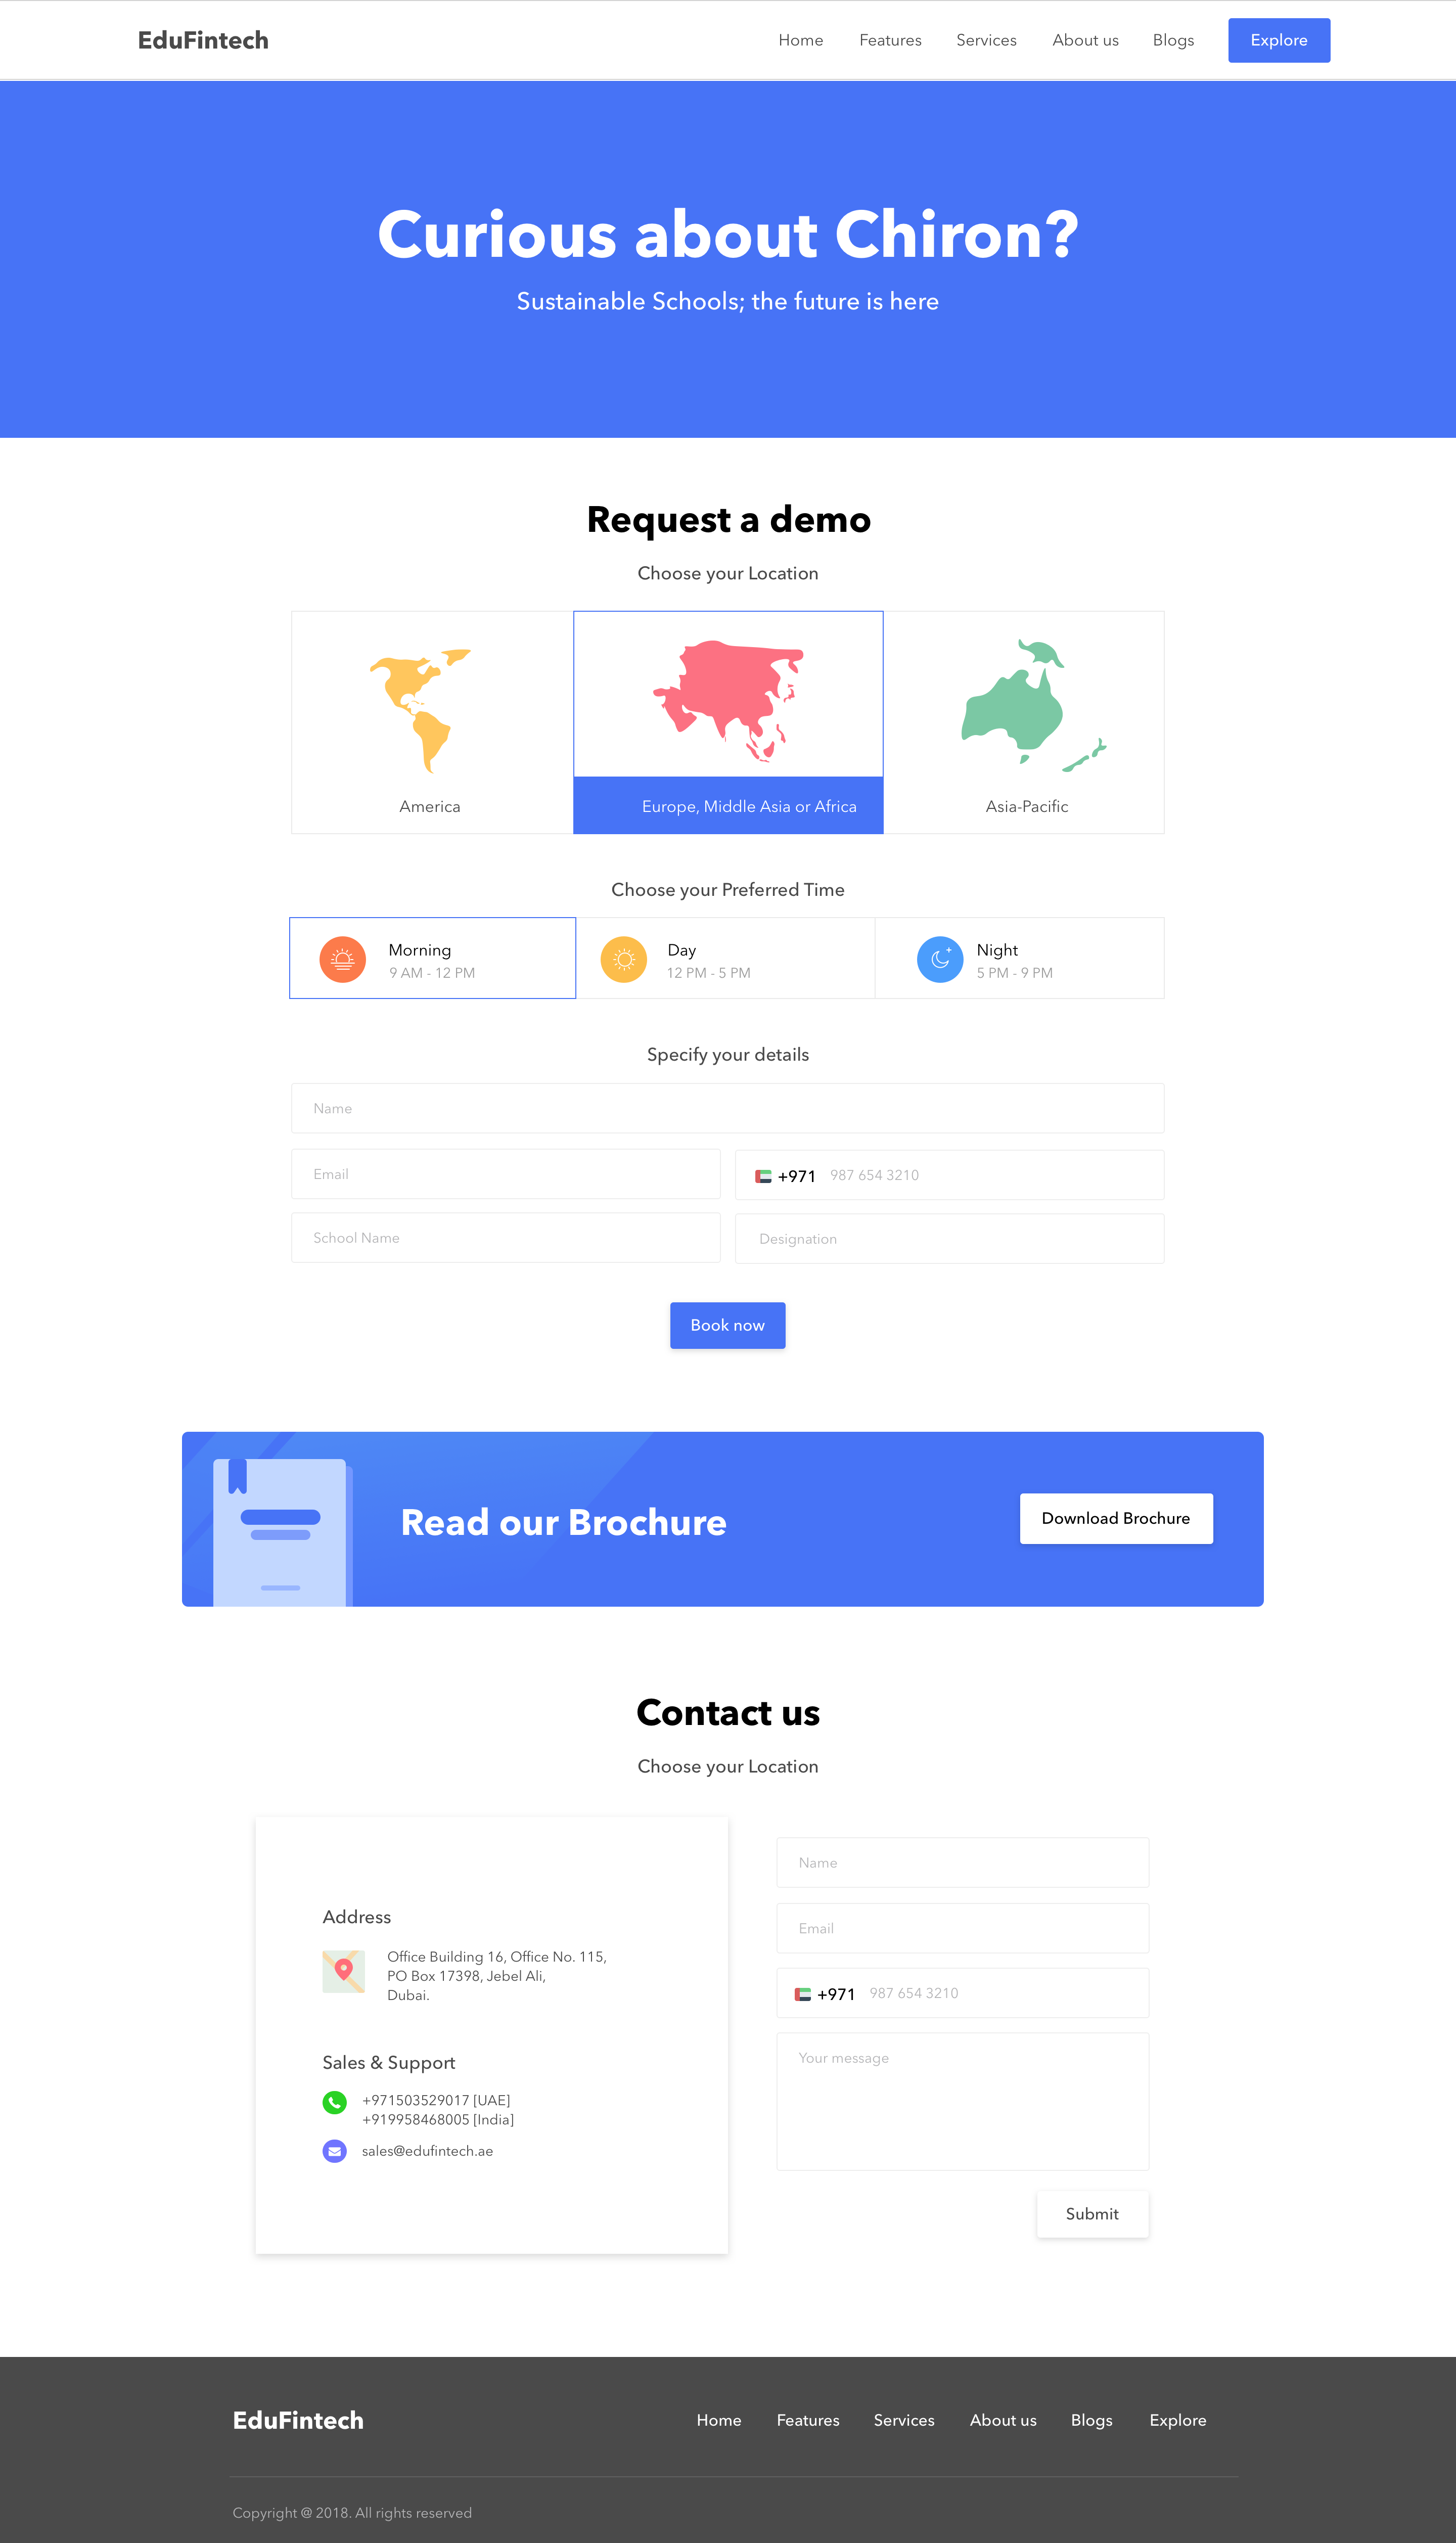 EduFintech
Home Features Services About us Blogs Explore
Curious about Chiron?
Sustainable Schools; the future is here
Request a demo
Choose your Location
America
Europe, Middle Asia or Africa
Asia-Pacific
Choose your Preferred Time
Morning
9 AM - 12 PM
Day
12 PM - 5 PM
Night
5 PM - 9 PM
Specify your details
Name
Email
+971 987 654 3210
School Name
Designation
Book now
Read our Brochure
Download Brochure
Contact us
Choose your Location
Address
Office Building 16, Office No. 115,
PO Box 17398, Jebel Ali,
Dubai.
Sales & Support
+971503529017 [UAE]
+919958468005 [India]
sales@edufintech.ae
Name
Email
+971 987 654 3210
Your message
Submit
EduFintech
Home Features Services About us Blogs Explore
Copyright @ 2018. All rights reserved